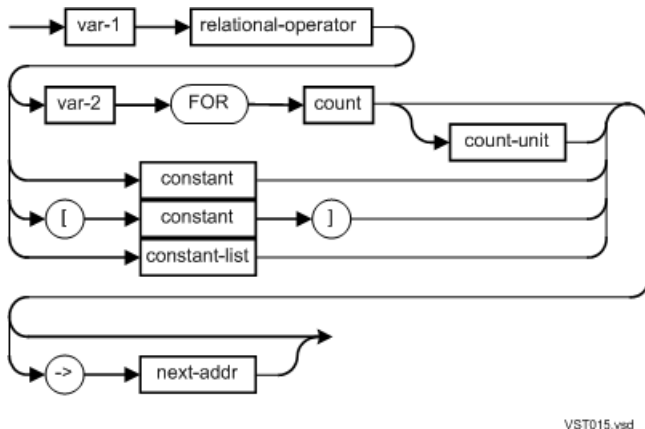 var-1 relational-operator
var-2 FOR count
count-unit
constant
[ constant ]
constant-list
-> next-addr
VST015.vsd